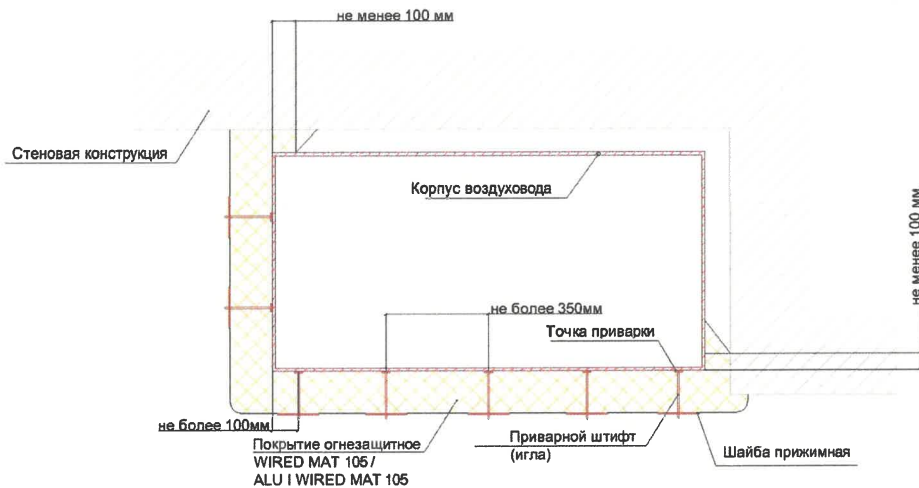 не менее 100 мм
Стеновая конструкция
Корпус воздуховода
не менее 100 мм
не более 350мм
Точка приварки
не более 100мм
Покрытие огнезащитное
WIRED MAT 105 /
ALU I WIRED MAT 105
Приварной штифт
(игла)
Шайба прижимная